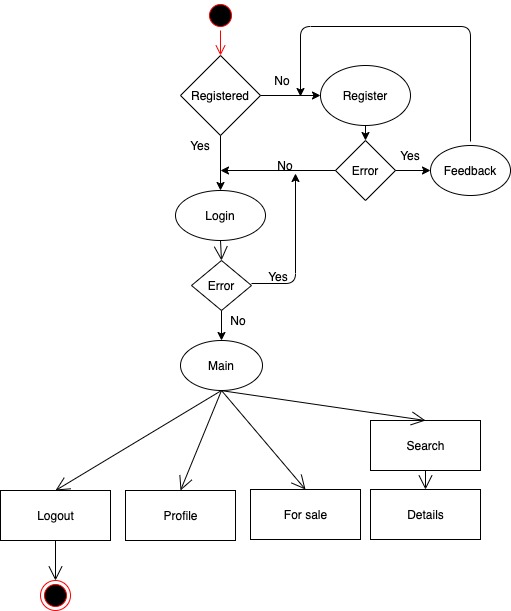 No
Registered
Register
Yes
Yes
No
Error
Feedback
Login
Yes
Error
No
Main
Search
Logout
Profile
For sale
Details